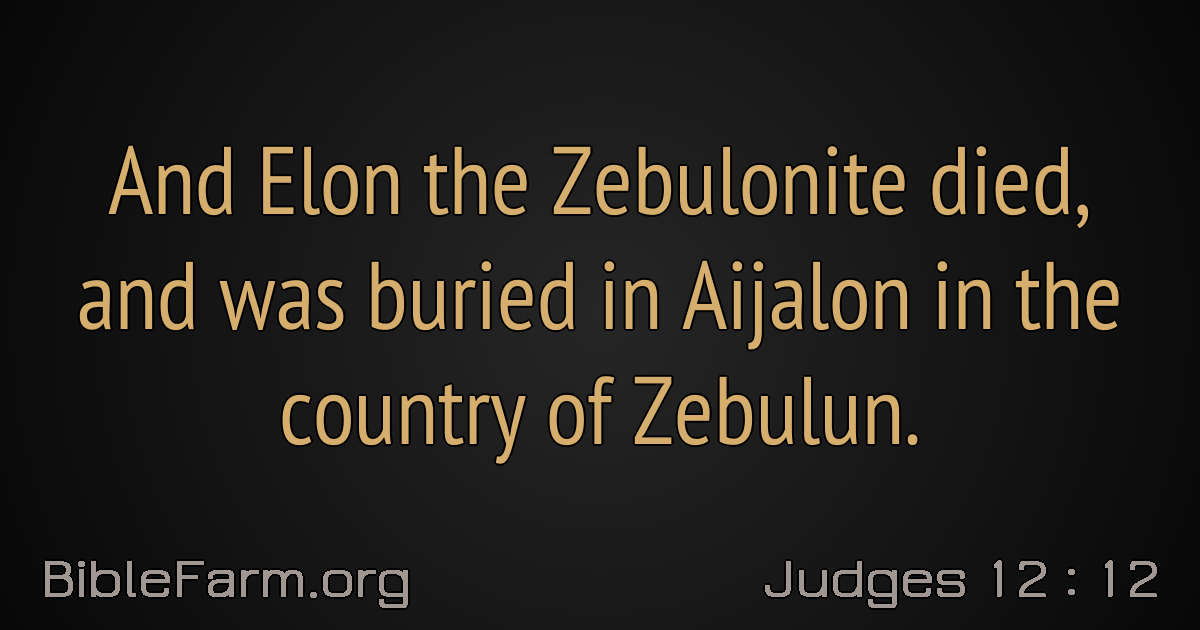 And Elon the Zebulonite died,
and was buried in Aijalon in the
country of Zebulun.
BibleFarm.org
Judges 12 : 12